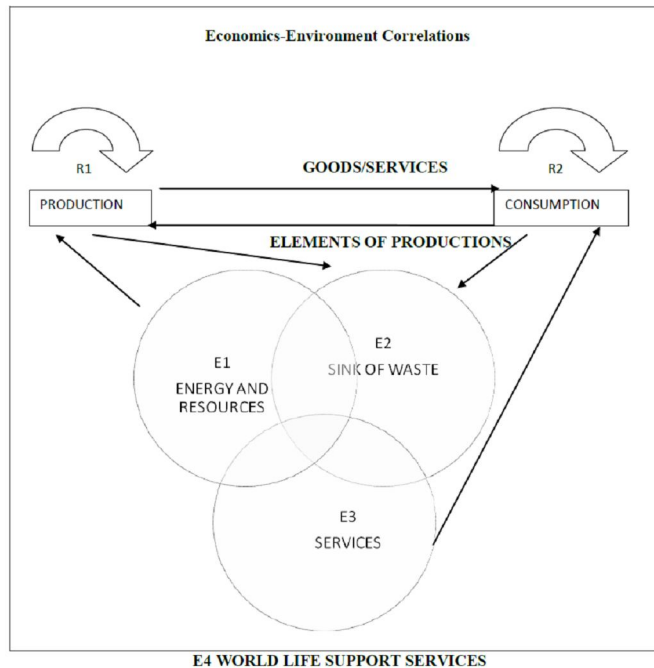 Economics-Environment Correlations
R1
R2
GOODS/SERVICES
PRODUCTION
CONSUMPTION
ELEMENTS OF PRODUCTIONS
E1
ENERGY AND
RESOURCES
E2
SINK OF WASTE
E3
SERVICES
E4 WORLD LIFE SUPPORT SERVICES